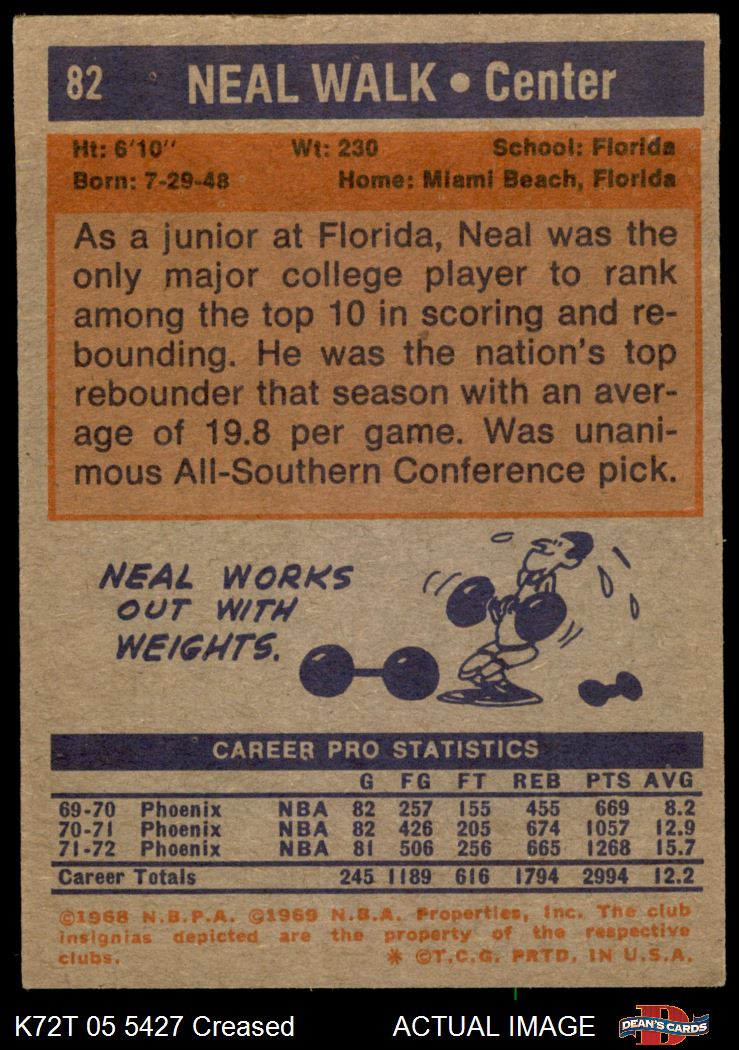 82 NEAL WALK • Center
Ht: 6'10" Wt: 230 School: Florida
Born: 7-29-48 Home: Miami Beach, Florida
As a junior at Florida, Neal was the
only major college player to rank
among the top 10 in scoring and re-
bounding. He was the nation's top
rebounder that season with an aver-
age of 19.8 per game. Was unani-
mous All-Southern Conference pick.
NEAL WORKS
OUT WITH
WEIGHTS.
CAREER PRO STATISTICS
G FG FT REB PTS AVG
69-70 Phoenix NBA 82 257 155 455 669 8.2
70-71 Phoenix NBA 82 426 205 674 1057 12.9
71-72 Phoenix NBA 81 506 256 665 1268 15.7
Career Totals 245 1189 616 1794 2994 12.2
©1968 N.B.P.A. ©1969 N.B.A. Properties, Inc. The club
insignias depicted are the property of the respective
clubs. * ©T.C.G. PRTD. IN U.S.A.
K72T 05 5427 Creased ACTUAL IMAGE
DEAN'S CARDS